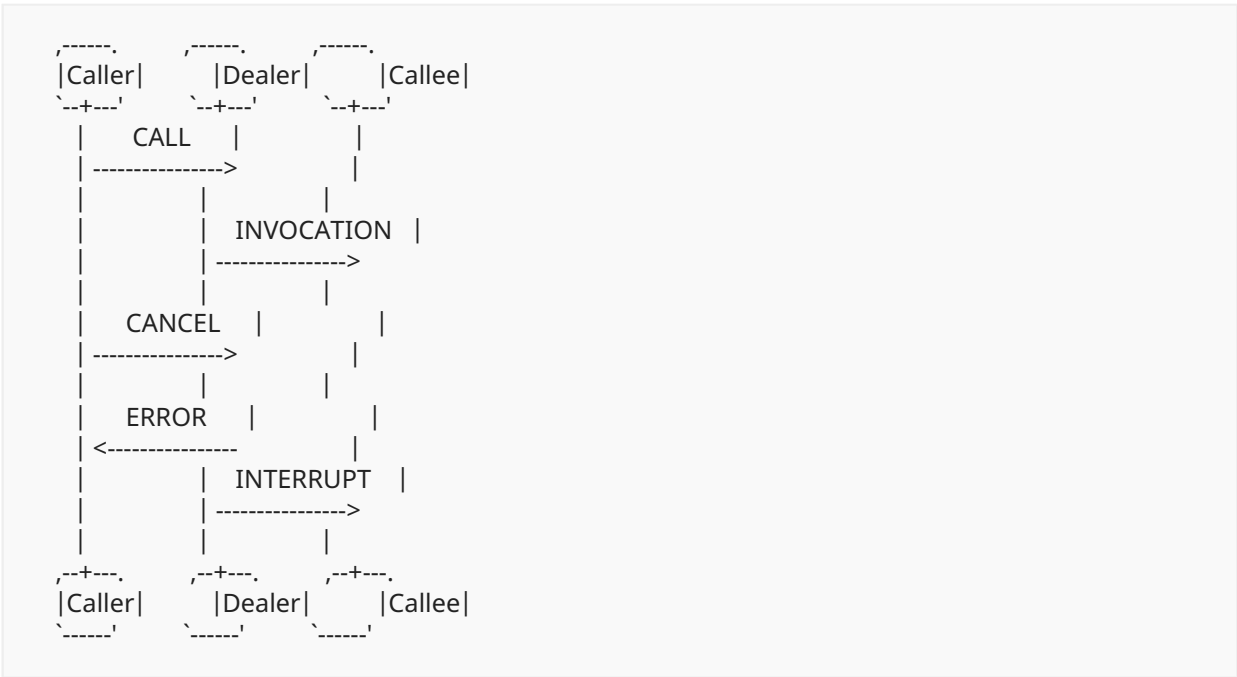 ,------.          ,------.          ,------.
|Caller|          |Dealer|          |Callee|
`--+---'          `--+---'          `--+---'
   |       CALL      |                 |
   | ---------------->                 |
   |                 |                 |
   |                 |    INVOCATION   |
   |                 | ---------------->
   |                 |                 |
   |      CANCEL     |                 |
   | ---------------->                 |
   |                 |                 |
   |      ERROR      |                 |
   | <----------------                 |
   |                 |    INTERRUPT    |
   |                 | ---------------->
   |                 |                 |
,--+---.          ,--+---.          ,--+---.
|Caller|          |Dealer|          |Callee|
`------'          `------'          `------'